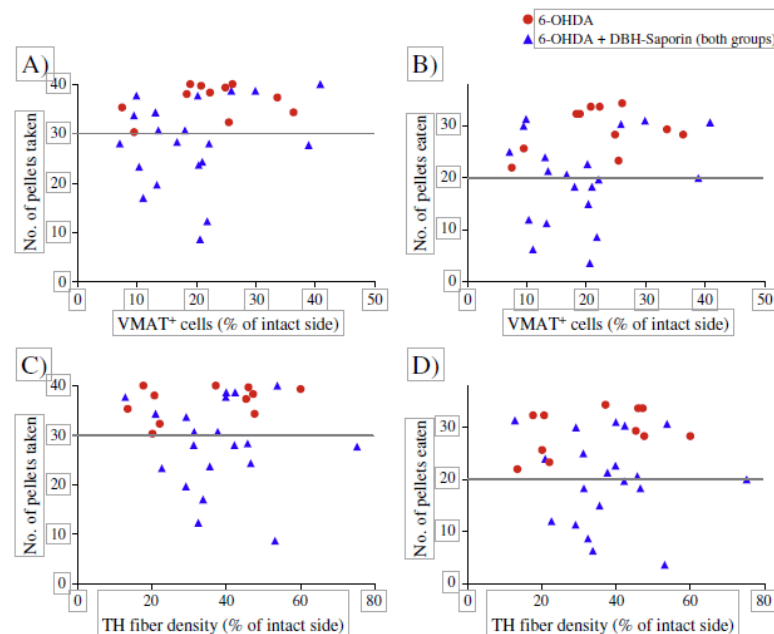 6-OHDA
6-OHDA + DBH-Saporin (both groups)
A)
No. of pellets taken
40
30
20
10
0
0 10 20 30 40 50
VMAT+ cells (% of intact side)
B)
No. of pellets eaten
40
30
20
10
0
0 10 20 30 40 50
VMAT+ cells (% of intact side)
C)
No. of pellets taken
40
30
20
10
0
0 20 40 60 80
TH fiber density (% of intact side)
D)
No. of pellets eaten
30
20
10
0
0 20 40 60 80
TH fiber density (% of intact side)